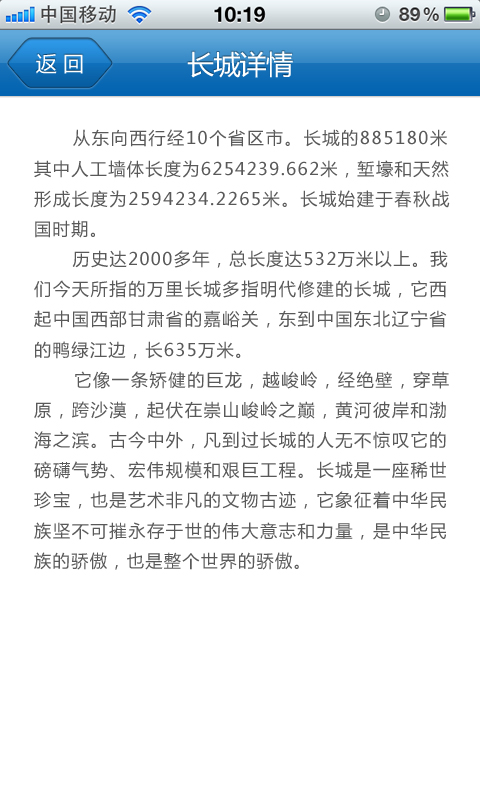 中国移动 10:19 89%
返回 长城详情
从东向西行经10个省区市。长城的885180米
其中人工墙体长度为6254239.662米，堑壕和天然
形成长度为2594234.2265米。长城始建于春秋战
国时期。
历史达2000多年，总长度达532万米以上。我
们今天所指的万里长城多指明代修建的长城，它西
起中国西部甘肃省的嘉峪关，东到中国东北辽宁省
的鸭绿江边，长635万米。
它像一条矫健的巨龙，越峻岭，经绝壁，穿草
原，跨沙漠，起伏在崇山峻岭之巅，黄河彼岸和渤
海之滨。古今中外，凡到过长城的人无不惊叹它的
磅礴气势、宏伟规模和艰巨工程。长城是一座稀世
珍宝，也是艺术非凡的文物古迹，它象征着中华民
族坚不可摧永存于世的伟大意志和力量，是中华民
族的骄傲，也是整个世界的骄傲。